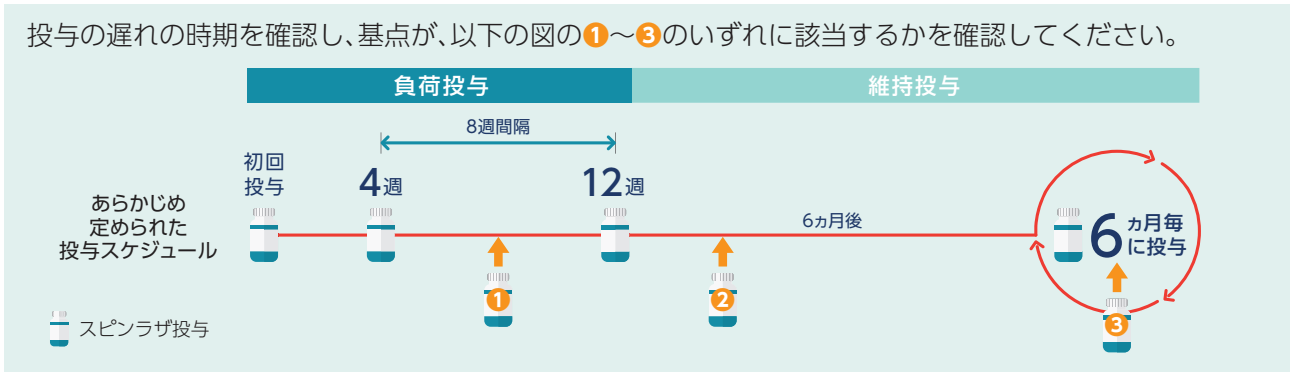 投与の遅れの時期を確認し、基点が、以下の図の❶～❸のいずれに該当するかを確認してください。
負荷投与
維持投与
8週間隔
初回
投与
4週
12週
6ヵ月後
6ヵ月毎
に投与
あらかじめ
定められた
投与スケジュール
❶
❷
❸
スピンラザ投与